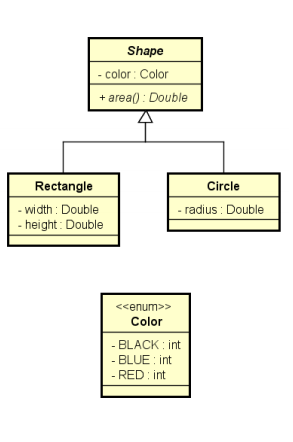 Shape
- color : Color
+ area() : Double
Rectangle
- width : Double
- height : Double
Circle
- radius : Double
<<enum>>
Color
- BLACK : int
- BLUE : int
- RED : int